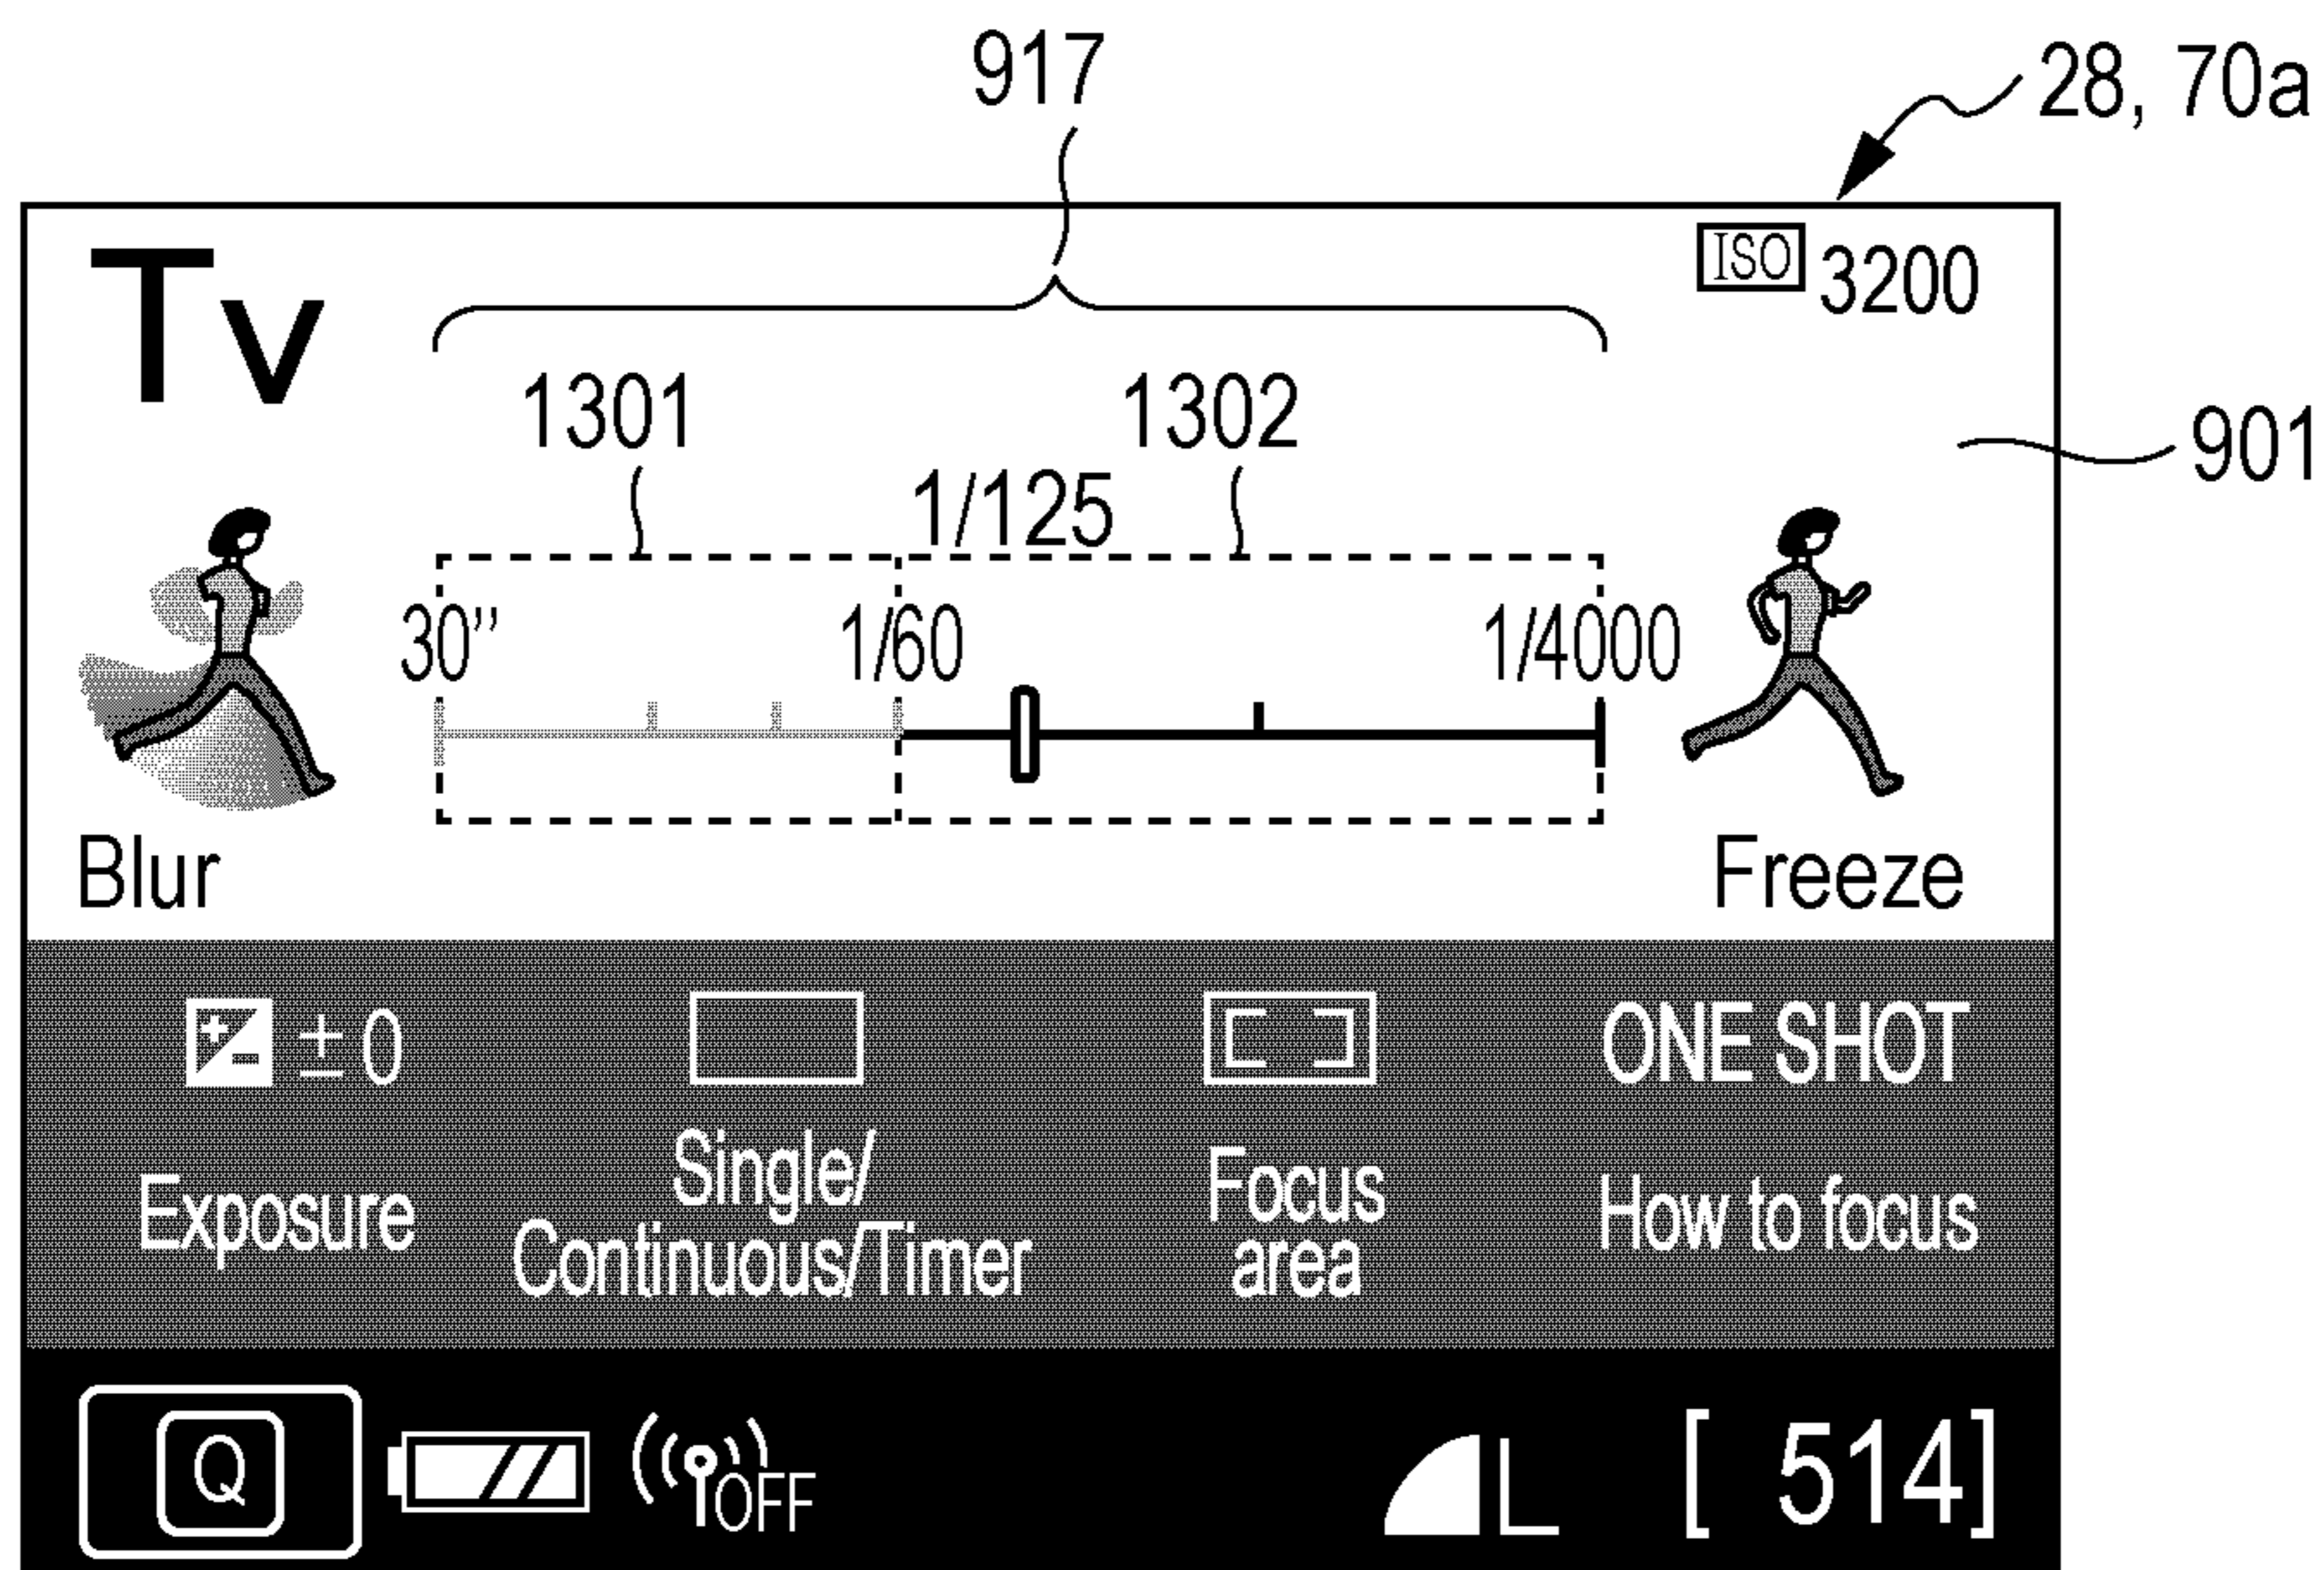 917
28, 70a
Tv
ISO 3200
1301
1302
901
1/125
30”
1/60
1/4000
Blur
Freeze
±0
ONE SHOT
Exposure
Single/
Continuous/Timer
Focus
area
How to focus
Q
OFF
L
[ 514]